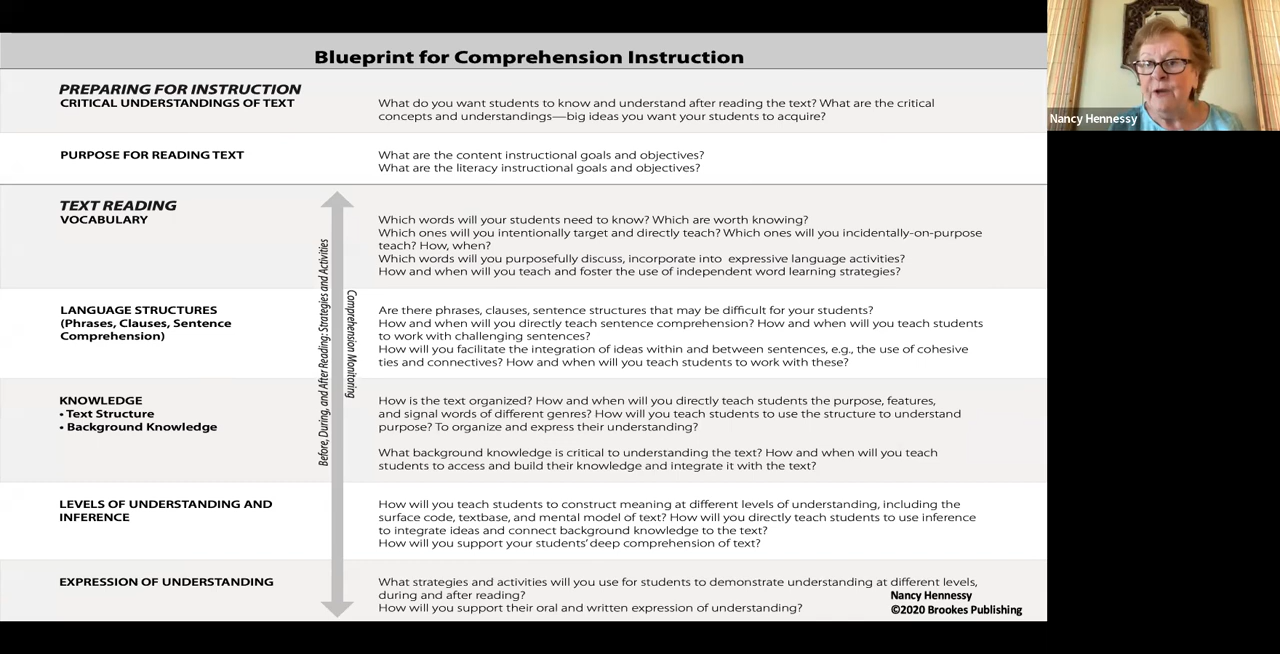 Blueprint for Comprehension Instruction
PREPARING FOR INSTRUCTION
CRITICAL UNDERSTANDINGS OF TEXT
What do you want students to know and understand after reading the text? What are the critical
concepts and understandings—big ideas you want your students to acquire?
PURPOSE FOR READING TEXT
What are the content instructional goals and objectives?
What are the literacy instructional goals and objectives?
TEXT READING
VOCABULARY
Which words will your students need to know? Which are worth knowing?
Which ones will you intentionally target and directly teach? Which ones will you incidentally-on-purpose
teach? How, when?
Which words will you purposefully discuss, incorporate into expressive language activities?
How and when will you teach and foster the use of independent word learning strategies?
LANGUAGE STRUCTURES
(Phrases, Clauses, Sentence
Comprehension)
Are there phrases, clauses, sentence structures that may be difficult for your students?
How and when will you directly teach sentence comprehension? How and when will you teach students
to work with challenging sentences?
How will you facilitate the integration of ideas within and between sentences, e.g., the use of cohesive
ties and connectives? How and when will you teach students to work with these?
KNOWLEDGE
• Text Structure
• Background Knowledge
How is the text organized? How and when will you directly teach students the purpose, features,
and signal words of different genres? How will you teach students to use the structure to understand
purpose? To organize and express their understanding?
What background knowledge is critical to understanding the text? How and when will you teach
students to access and build their knowledge and integrate it with the text?
LEVELS OF UNDERSTANDING AND
INFERENCE
How will you teach students to construct meaning at different levels of understanding, including the
surface code, textbase, and mental model of text? How will you directly teach students to use inference
to integrate ideas and connect background knowledge to the text?
How will you support your students' deep comprehension of text?
EXPRESSION OF UNDERSTANDING
What strategies and activities will you use for students to demonstrate understanding at different levels,
during and after reading?
How will you support their oral and written expression of understanding?
Before, During, and After Reading: Strategies and Activities
Comprehension Monitoring
Nancy Hennessy
©2020 Brookes Publishing
Nancy Hennessy